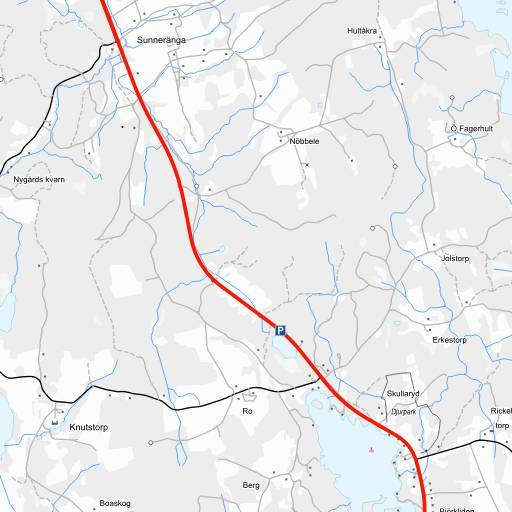 Sunneränga
Hultåkra
Nöbbele
Ö Fagerhult
Nygårds kvarn
Jolstorp
P
Erkestorp
Skullaryd
Djurpark
Ro
Rickel
torp
Knutstorp
Berg
Boaskog
Björkliden